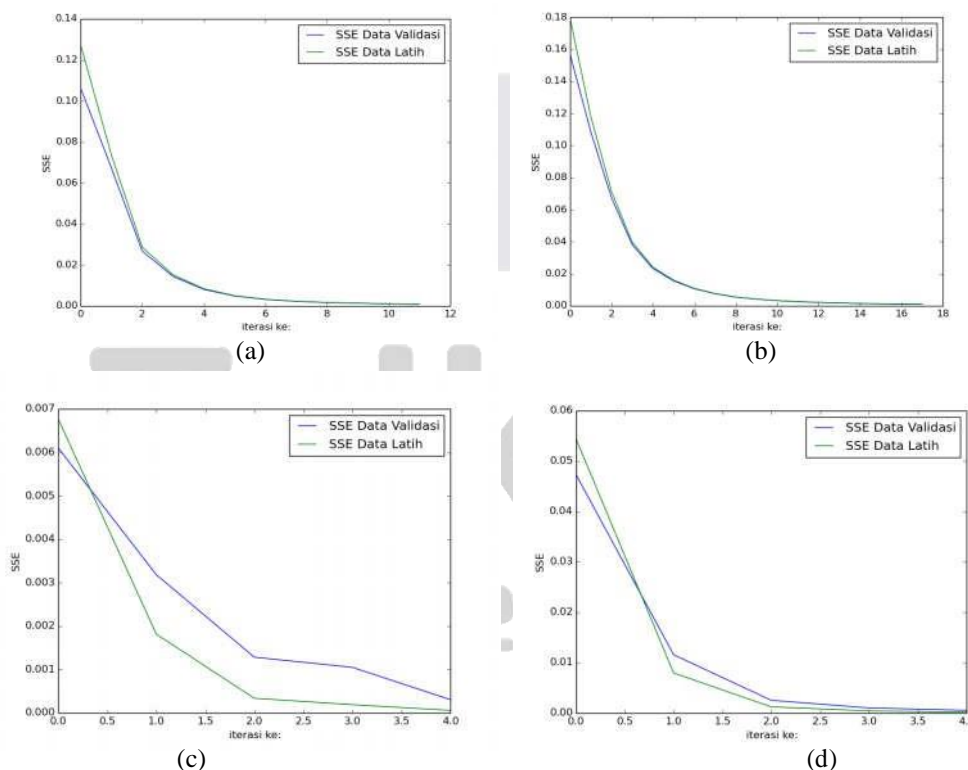 0.14
0.12
0.10
0.08
0.06
0.04
0.02
0.00
SSE
SSE Data Validasi
SSE Data Latih
0 2 4 6 8 10 12
iterasi ke:
(a)
0.18
0.16
0.14
0.12
0.10
0.08
0.06
0.04
0.02
0.00
SSE
SSE Data Validasi
SSE Data Latih
0 2 4 6 8 10 12 14 16 18
iterasi ke:
(b)
0.007
0.006
0.005
0.004
0.003
0.002
0.001
0.000
SSE
SSE Data Validasi
SSE Data Latih
0.0 0.5 1.0 1.5 2.0 2.5 3.0 3.5 4.0
iterasi ke:
(c)
0.06
0.05
0.04
0.03
0.02
0.01
0.00
SSE
SSE Data Validasi
SSE Data Latih
0.0 0.5 1.0 1.5 2.0 2.5 3.0 3.5 4.
iterasi ke:
(d)